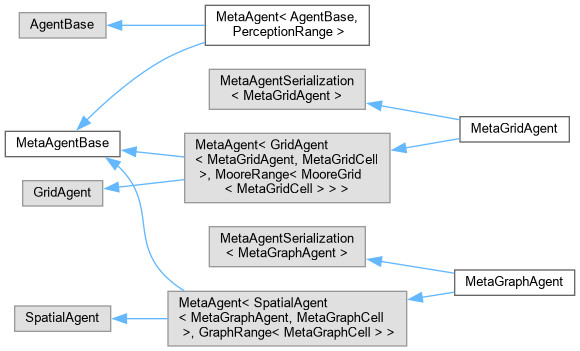 AgentBase
MetaAgent< AgentBase,
PerceptionRange >
MetaAgentSerialization
< MetaGridAgent >
MetaGridAgent
MetaAgentBase
MetaAgent< GridAgent
< MetaGridAgent, MetaGridCell
>, MooreRange< MooreGrid
< MetaGridCell > > >
GridAgent
MetaAgentSerialization
< MetaGraphAgent >
MetaGraphAgent
SpatialAgent
MetaAgent< SpatialAgent
< MetaGraphAgent, MetaGraphCell
>, GraphRange< MetaGraphCell > >